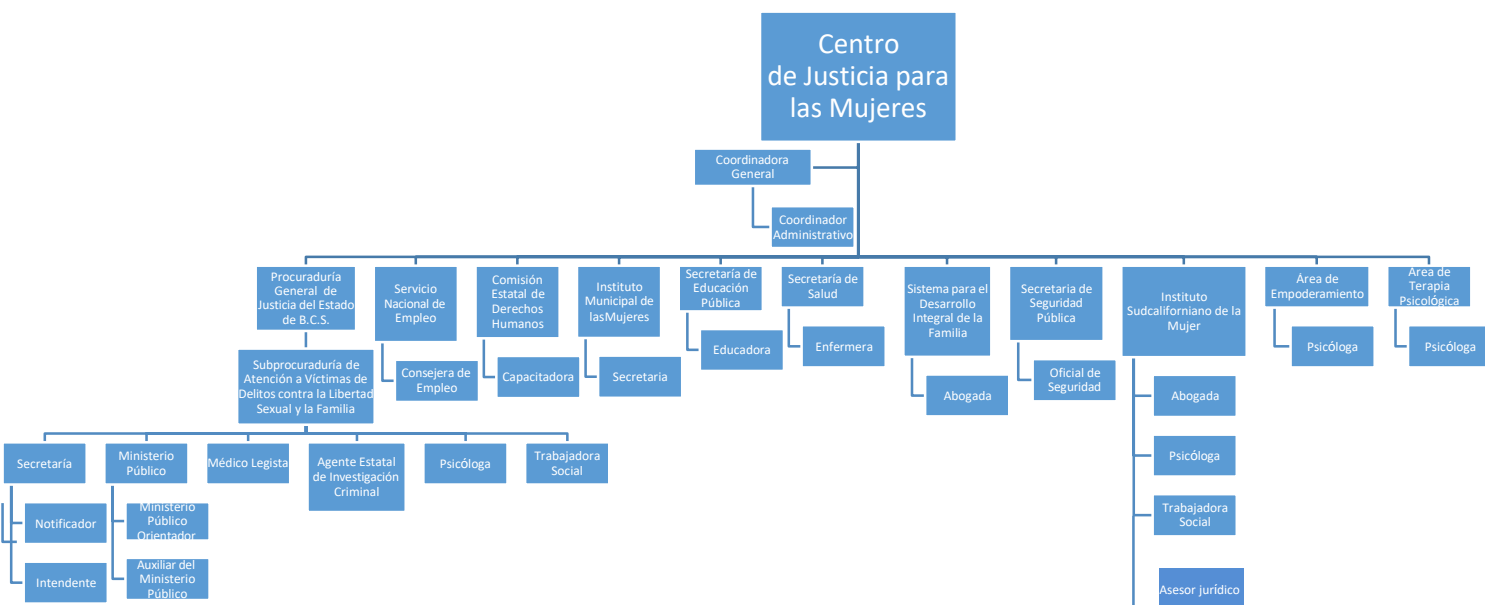 Centro
de Justicia para
las Mujeres
Coordinadora
General
Coordinador
Administrativo
Procuraduría
General de
Justicia del Estado
de B.C.S.
Servicio
Nacional de
Empleo
Comisión
Estatal de
Derechos
Humanos
Instituto
Municipal de
lasMujeres
Secretaría de
Educación
Pública
Secretaría de
Salud
Sistema para el
Desarrollo
Integral de la
Familia
Secretaria de
Seguridad
Pública
Instituto
Sudcaliforniano de la
Mujer
Área de
Empoderamiento
Área de
Terapia
Psicológica
Subprocuraduría de
Atención a Víctimas de
Delitos contra la Libertad
Sexual y la Familia
Consejera de
Empleo
Capacitadora
Secretaria
Educadora
Enfermera
Abogada
Oficial de
Seguridad
Abogada
Psicóloga
Trabajadora
Social
Asesor jurídico
Psicóloga
Psicóloga
Secretaría
Ministerio
Público
Médico Legista
Agente Estatal
de Investigación
Criminal
Psicóloga
Trabajadora
Social
Notificador
Intendente
Ministerio
Público
Orientador
Auxiliar del
Ministerio
Público